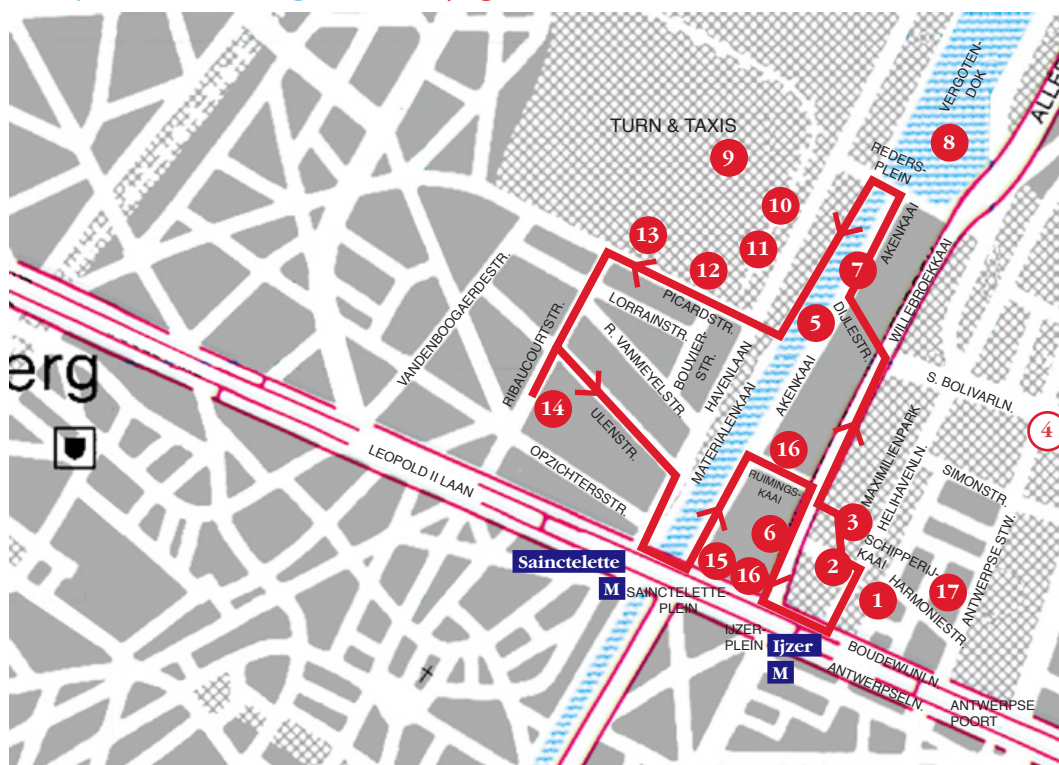 VERGOTEN-
DOK
ALLE
TURN & TAXIS
8
REDERS-
PLEIN
9
10
AKENKAAI
13
11
12
7
PICARDSTR.
WILLEBROEKKAAI
LORRAINSTR.
5
DIJLESTR.
VANDENBOOGAERDESTR.
R. VANMEYELSTR.
BOUVIER-
STR.
HAVENLAAN
RIBAUCOURTSTR.
erg
AKENKAAI
S. BOLIVARLN.
14
ULENSTR.
MATERIALENKAAI
4
16
MAXIMILIENPARK
HELIHAVENLN.
LEOPOLD II LAAN
OPZICHTERSSTR.
RUIMINGS-
KAAI
SIMONSTR.
3
6
SCHIPPERIJ-
KAAI
ANTWERPSE STW.
Sainctelette
M
15
16
2
1
17
HARMONIESTR.
SAINCTELETTE-
PLEIN
IJZER-
PLEIN
Ijzer
M
BOUDEWIJNLN.
ANTWERPSELN.
ANTWERPSE
POORT